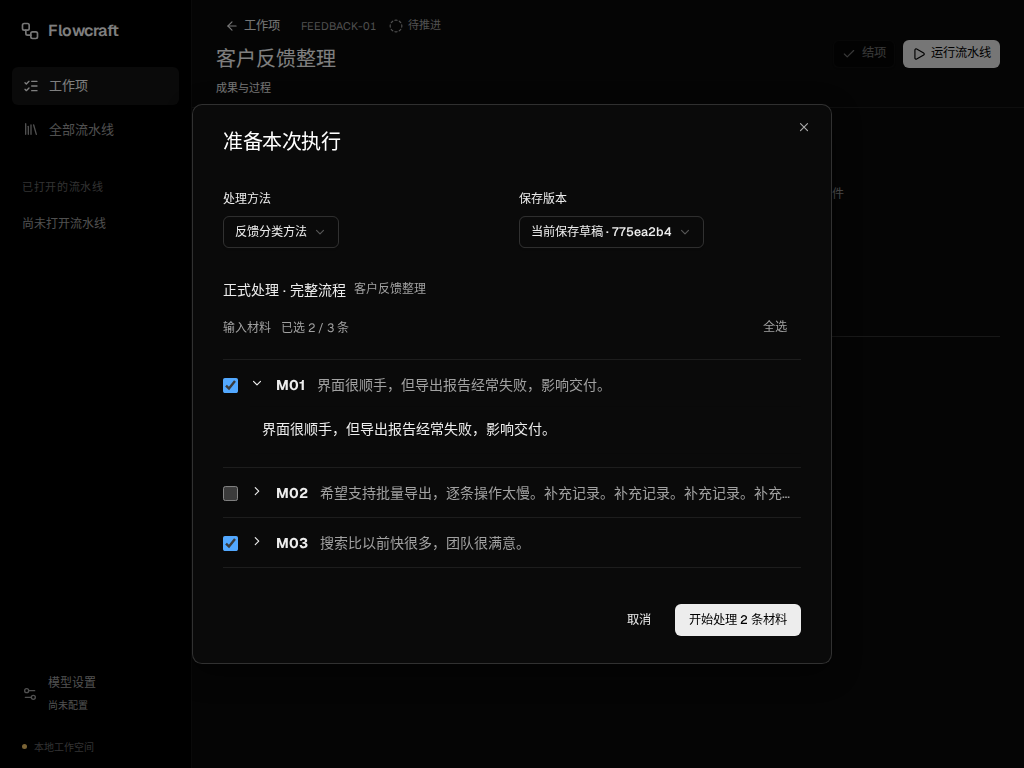 Flowcraft
工作项
全部流水线
已打开的流水线
尚未打开流水线
模型设置
尚未配置
本地工作空间
工作项 FEEDBACK-01 待推进
客户反馈整理
成果与过程
结项
运行流水线
件
准备本次执行
处理方法
保存版本
反馈分类方法
当前保存草稿 · 775ea2b4
正式处理 · 完整流程 客户反馈整理
输入材料 已选 2 / 3 条
全选
M01 界面很顺手，但导出报告经常失败，影响交付。
界面很顺手，但导出报告经常失败，影响交付。
M02 希望支持批量导出，逐条操作太慢。补充记录。补充记录。补充记录。补充...
M03 搜索比以前快很多，团队很满意。
取消
开始处理 2 条材料